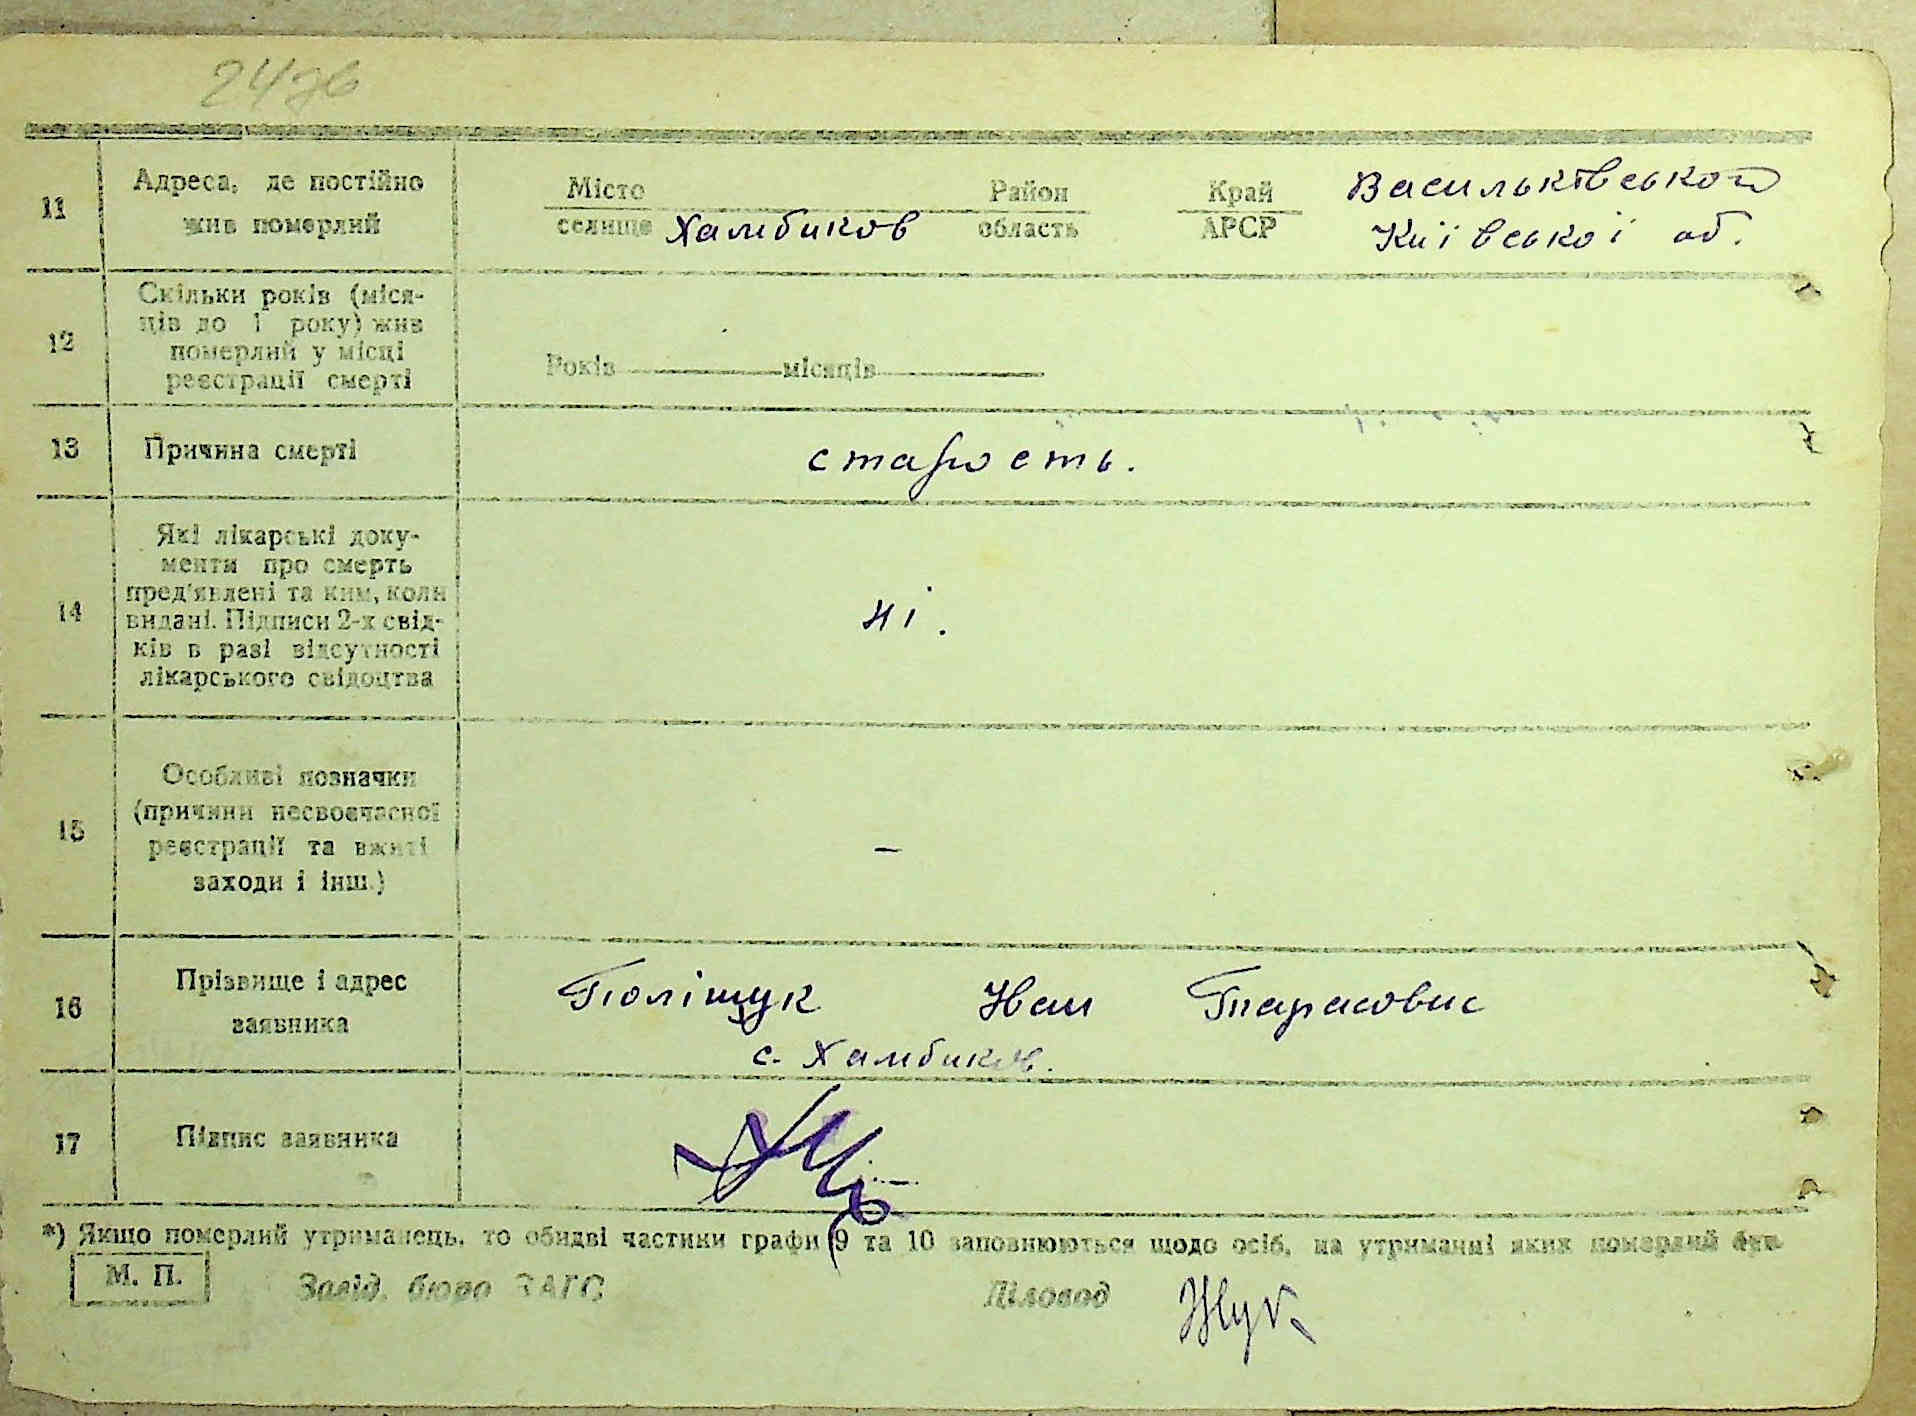 24зв
11
Адреса, де постійно
жив померлий
Місто
селище Хамбиков
Район
область
Край
АРСР
Васильківського
Київської об.
12
Скільки років (міся-
ців до 1 року) жив
померлий у місці
реєстрації смерті
Років місяців
13
Причина смерті
старость.
14
Які лікарські доку-
менти про смерть
пред'явлені та ким, коли
видані. Підписи 2-х свід-
ків в разі відсутності
лікарського свідоцтва
ні.
15
Особливі позначки
(причини несвоєчасної
реєстрації та вжиті
заходи і інш.)
–
16
Прізвище і адрес
заявника
Поліщук Иван Тарасович
с. Хамбиков.
17
Підпис заявника
*) Якщо померлий утриманець, то обидві частини графи 9 та 10 заповнюються щодо осіб, на утриманні яких померлий був
М. П.
Завід. бюро ЗАГС
Діловод Жук